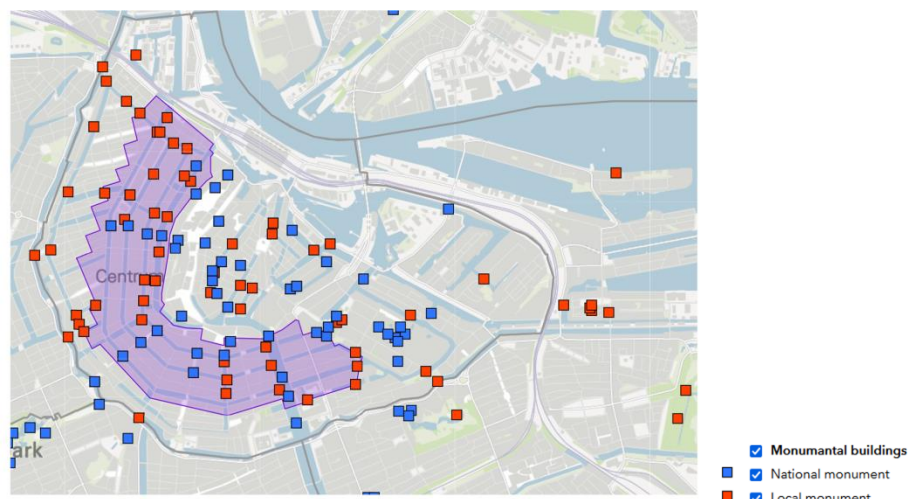 Centrum
ark
Monumantal buildings
National monument
Local monument